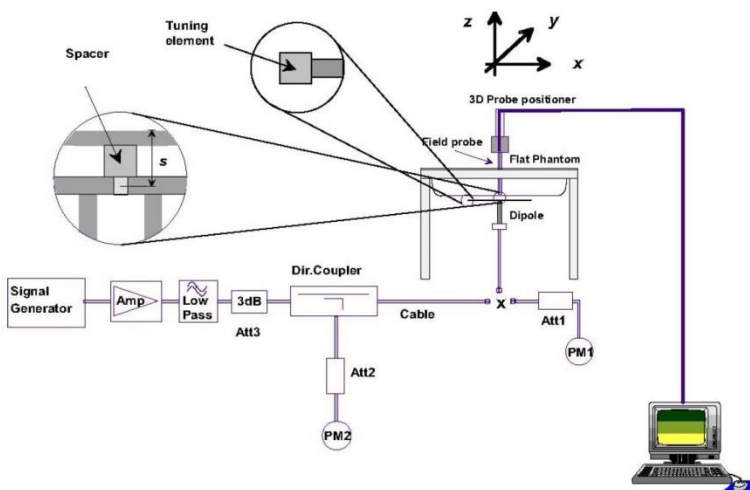 Tuning
element
Spacer
s
z
y
x
3D Probe positioner
Field probe
Flat Phantom
Dipole
Signal
Generator
Amp
Low
Pass
3dB
Att3
Dir.Coupler
Cable
x
Att1
PM1
Att2
PM2